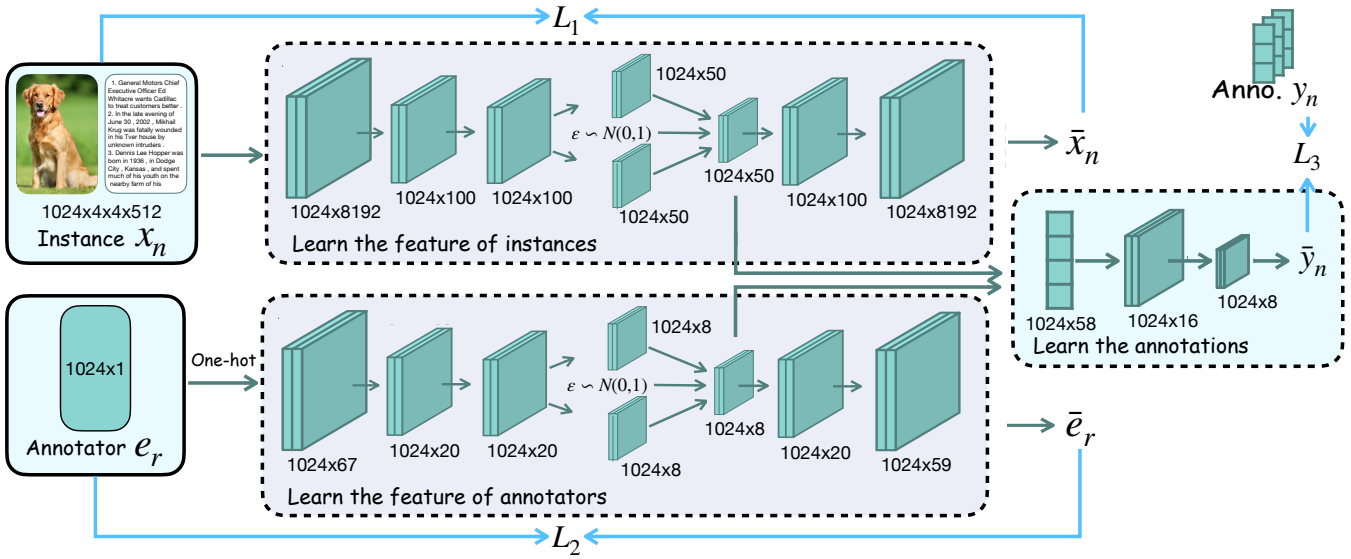 L₁
1. General Motors Chief
Executive Officer Ed
Whitacre wants Cadillac
to treat customers better .
2. In the late evening of
June 30 , 2002 , Mikhail
Krug was fatally wounded
in his Tver house by
unknown intruders .
3. Dennis Lee Hopper was
born in 1936 , in Dodge
City , Kansas , and spent
much of his youth on the
nearby farm of his
1024x4x4x512
Instance xₙ
1024x8192
1024x100
1024x100
1024x50
ε ∽ N(0,1)
1024x50
1024x50
1024x100
1024x8192
Learn the feature of instances
x̄ₙ
Anno. yₙ
L₃
1024x58
1024x16
1024x8
ȳₙ
Learn the annotations
1024x1
Annotator eᵣ
One-hot
1024x67
1024x20
1024x20
1024x8
ε ∽ N(0,1)
1024x8
1024x8
1024x20
1024x59
Learn the feature of annotators
ēᵣ
L₂